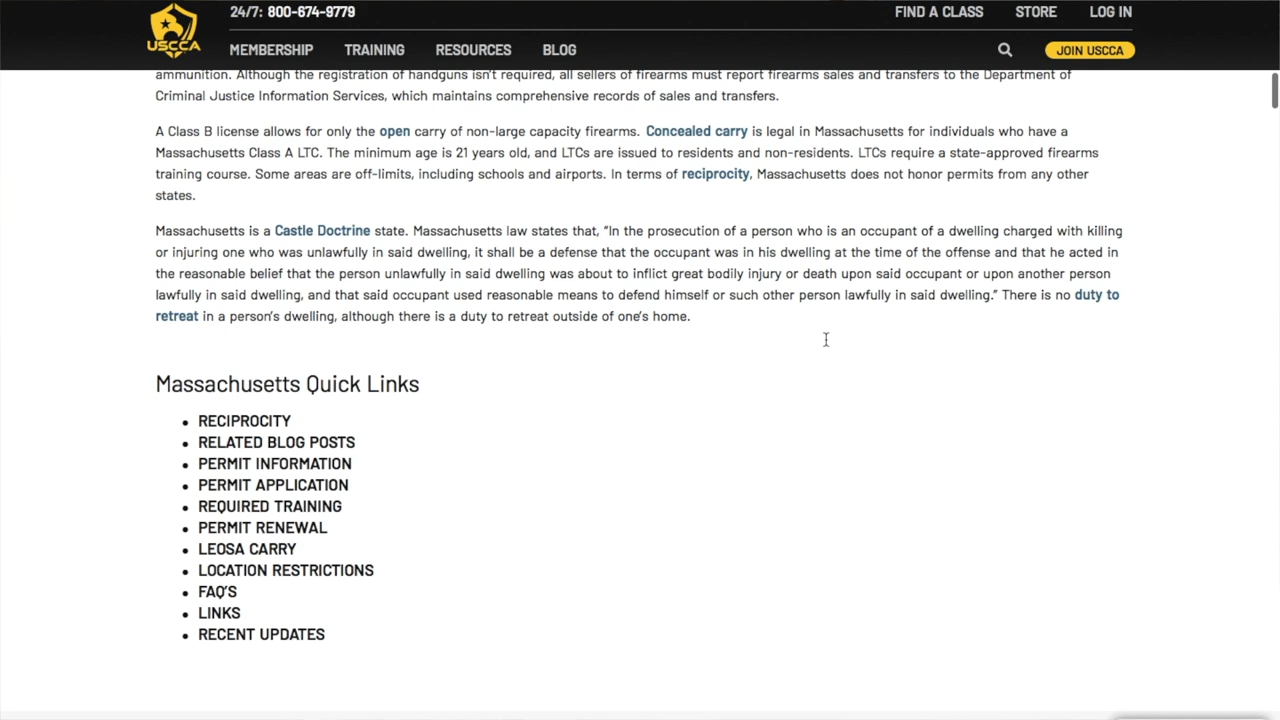 24/7: 800-674-9779
FIND A CLASS STORE LOG IN
USCCA
MEMBERSHIP TRAINING RESOURCES BLOG
JOIN USCCA
ammunition. Although the registration of handguns isn't required, all sellers of firearms must report firearms sales and transfers to the Department of
Criminal Justice Information Services, which maintains comprehensive records of sales and transfers.
A Class B license allows for only the open carry of non-large capacity firearms. Concealed carry is legal in Massachusetts for individuals who have a
Massachusetts Class A LTC. The minimum age is 21 years old, and LTCs are issued to residents and non-residents. LTCs require a state-approved firearms
training course. Some areas are off-limits, including schools and airports. In terms of reciprocity, Massachusetts does not honor permits from any other
states.
Massachusetts is a Castle Doctrine state. Massachusetts law states that, “In the prosecution of a person who is an occupant of a dwelling charged with killing
or injuring one who was unlawfully in said dwelling, it shall be a defense that the occupant was in his dwelling at the time of the offense and that he acted in
the reasonable belief that the person unlawfully in said dwelling was about to inflict great bodily injury or death upon said occupant or upon another person
lawfully in said dwelling, and that said occupant used reasonable means to defend himself or such other person lawfully in said dwelling.” There is no duty to
retreat in a person's dwelling, although there is a duty to retreat outside of one's home.
Massachusetts Quick Links
• RECIPROCITY
• RELATED BLOG POSTS
• PERMIT INFORMATION
• PERMIT APPLICATION
• REQUIRED TRAINING
• PERMIT RENEWAL
• LEOSA CARRY
• LOCATION RESTRICTIONS
• FAQ'S
• LINKS
• RECENT UPDATES